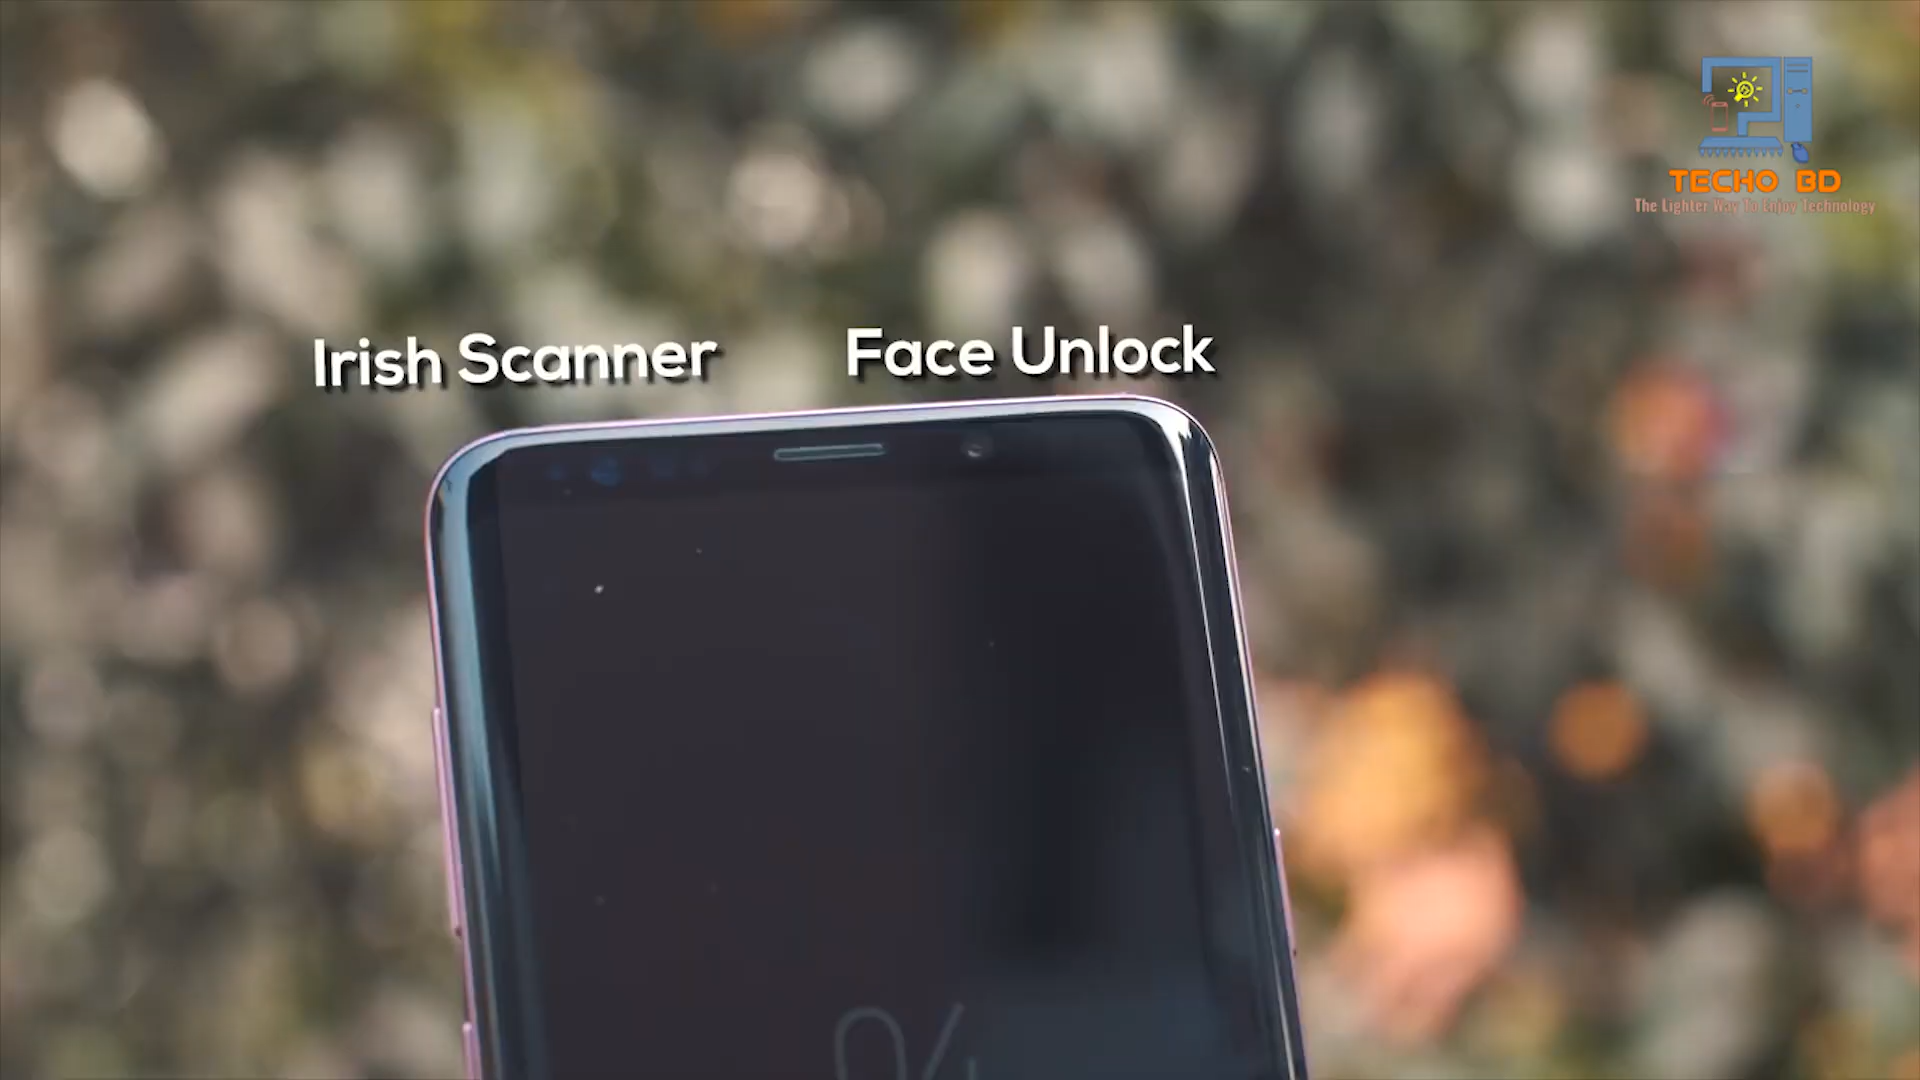 Irish Scanner
Face Unlock
TECHO BD
The Lighter Way To Enjoy Technology